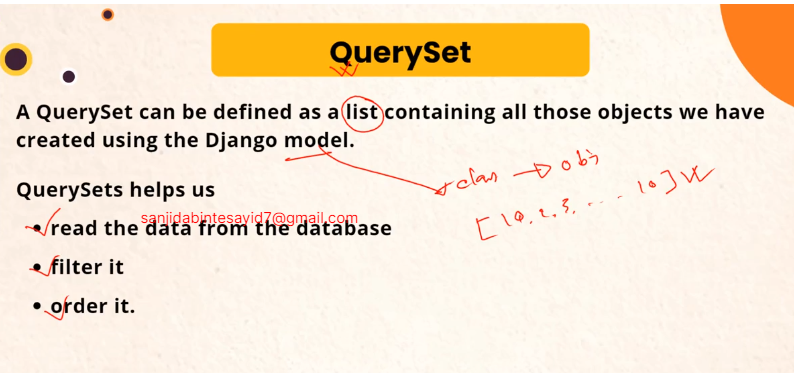 QuerySet
A QuerySet can be defined as a list containing all those objects we have
created using the Django model.
class → obj
QuerySets helps us
[1, 2, 3, ... 10]
sanjidabintesayid7@gmail.com
• read the data from the database
• filter it
• order it.